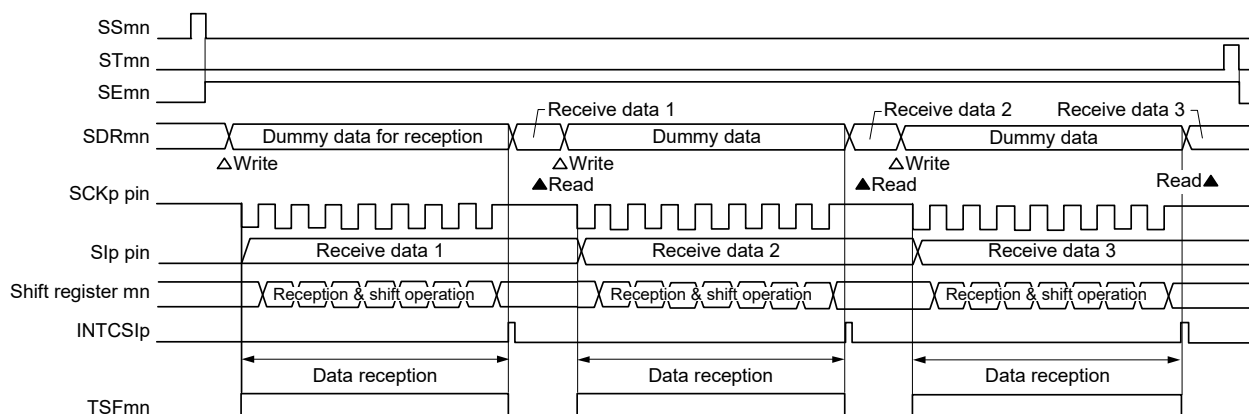 SSmn
STmn
SEmn
Receive data 1 Receive data 2 Receive data 3
SDRmn Dummy data for reception Dummy data Dummy data
△Write △Write △Write
▲Read ▲Read Read▲
SCKp pin
SIp pin Receive data 1 Receive data 2 Receive data 3
Shift register mn Reception & shift operation Reception & shift operation Reception & shift operation
INTCSIp
Data reception Data reception Data reception
TSFmn